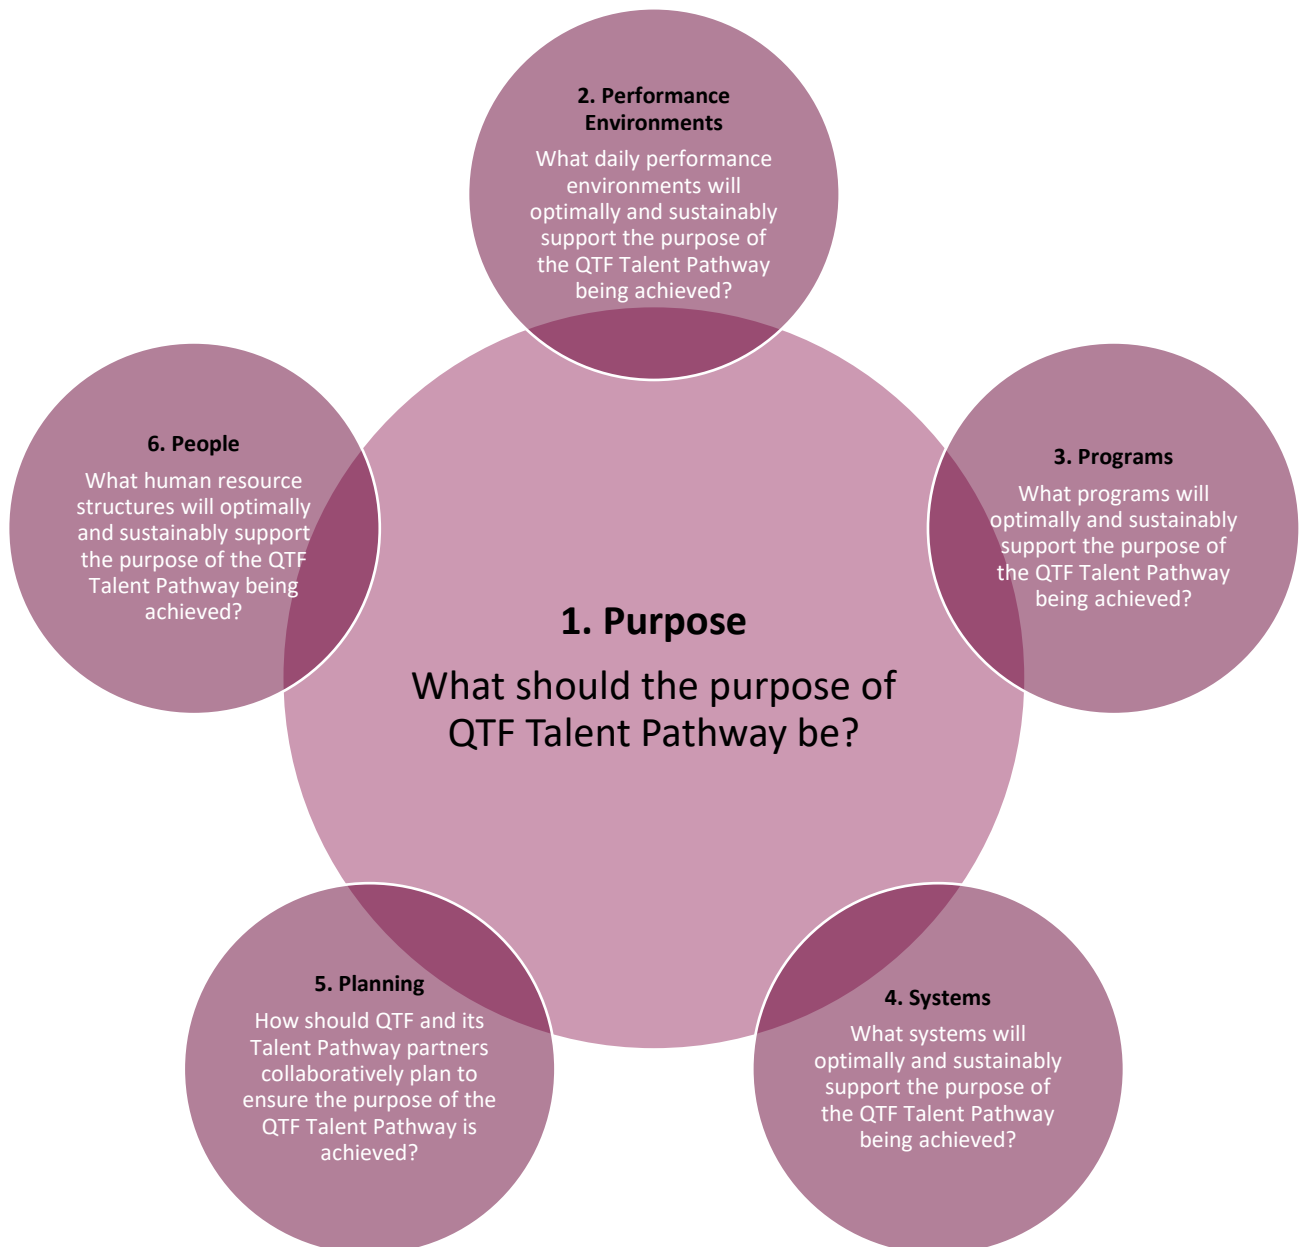 2. Performance
Environments
What daily performance
environments will
optimally and sustainably
support the purpose of
the QTF Talent Pathway
being achieved?
6. People
What human resource
structures will optimally
and sustainably support
the purpose of the QTF
Talent Pathway being
achieved?
3. Programs
What programs will
optimally and sustainably
support the purpose of
the QTF Talent Pathway
being achieved?
1. Purpose
What should the purpose of
QTF Talent Pathway be?
5. Planning
How should QTF and its
Talent Pathway partners
collaboratively plan to
ensure the purpose of the
QTF Talent Pathway is
achieved?
4. Systems
What systems will
optimally and sustainably
support the purpose of
the QTF Talent Pathway
being achieved?